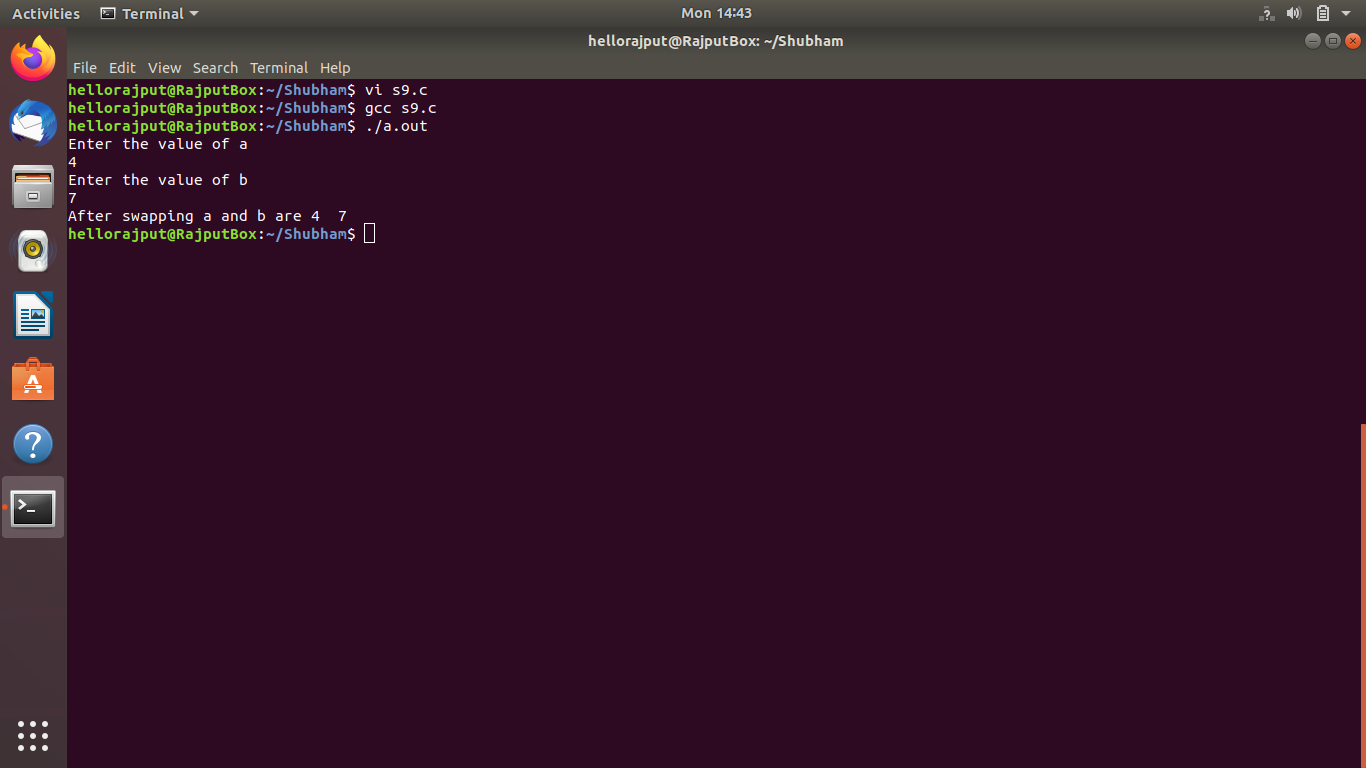 Activities Terminal Mon 14:43
hellorajput@RajputBox: ~/Shubham
File Edit View Search Terminal Help
hellorajput@RajputBox:~/Shubham$ vi s9.c
hellorajput@RajputBox:~/Shubham$ gcc s9.c
hellorajput@RajputBox:~/Shubham$ ./a.out
Enter the value of a
4
Enter the value of b
7
After swapping a and b are 4  7
hellorajput@RajputBox:~/Shubham$